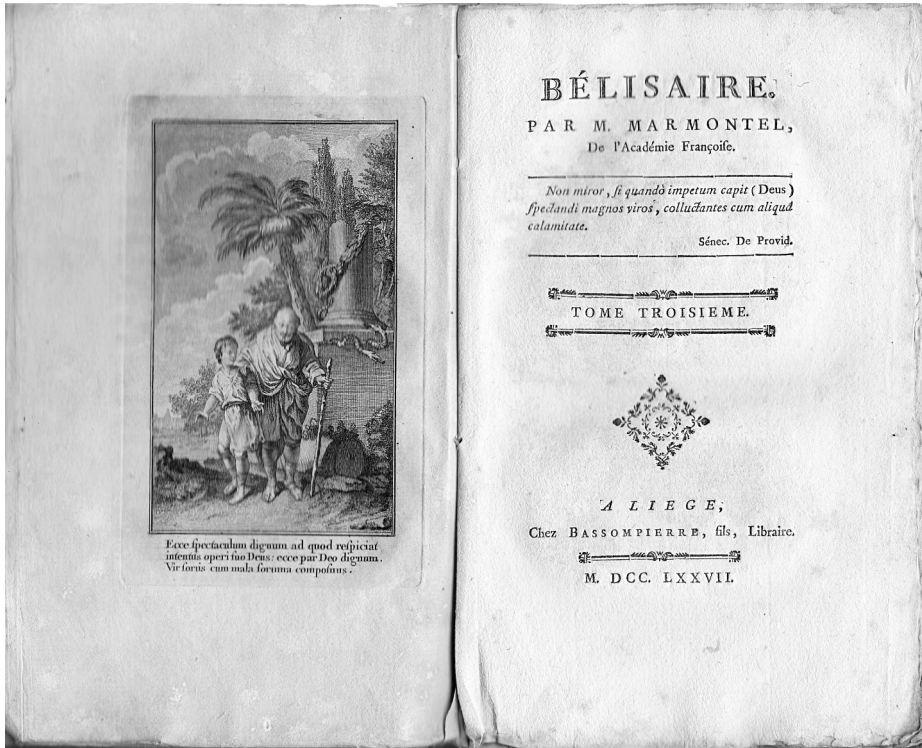 Ecce ſpectaculum dignum ad quod reſpiciat
intentus operi ſuo Deus: ecce par Deo dignum.
Vir fortis cum mala fortuna compoſitus.
BÉLISAIRE.
PAR M. MARMONTEL,
De l'Académie Françoiſe.
Non miror, ſi quandò impetum capit (Deus)
ſpectandi magnos viros, colluctantes cum aliquâ
calamitate.
Sénec. De Provid.
TOME TROISIEME.
A LIEGE,
Chez BASSOMPIERRE, fils, Libraire.
M. DCC. LXXVII.